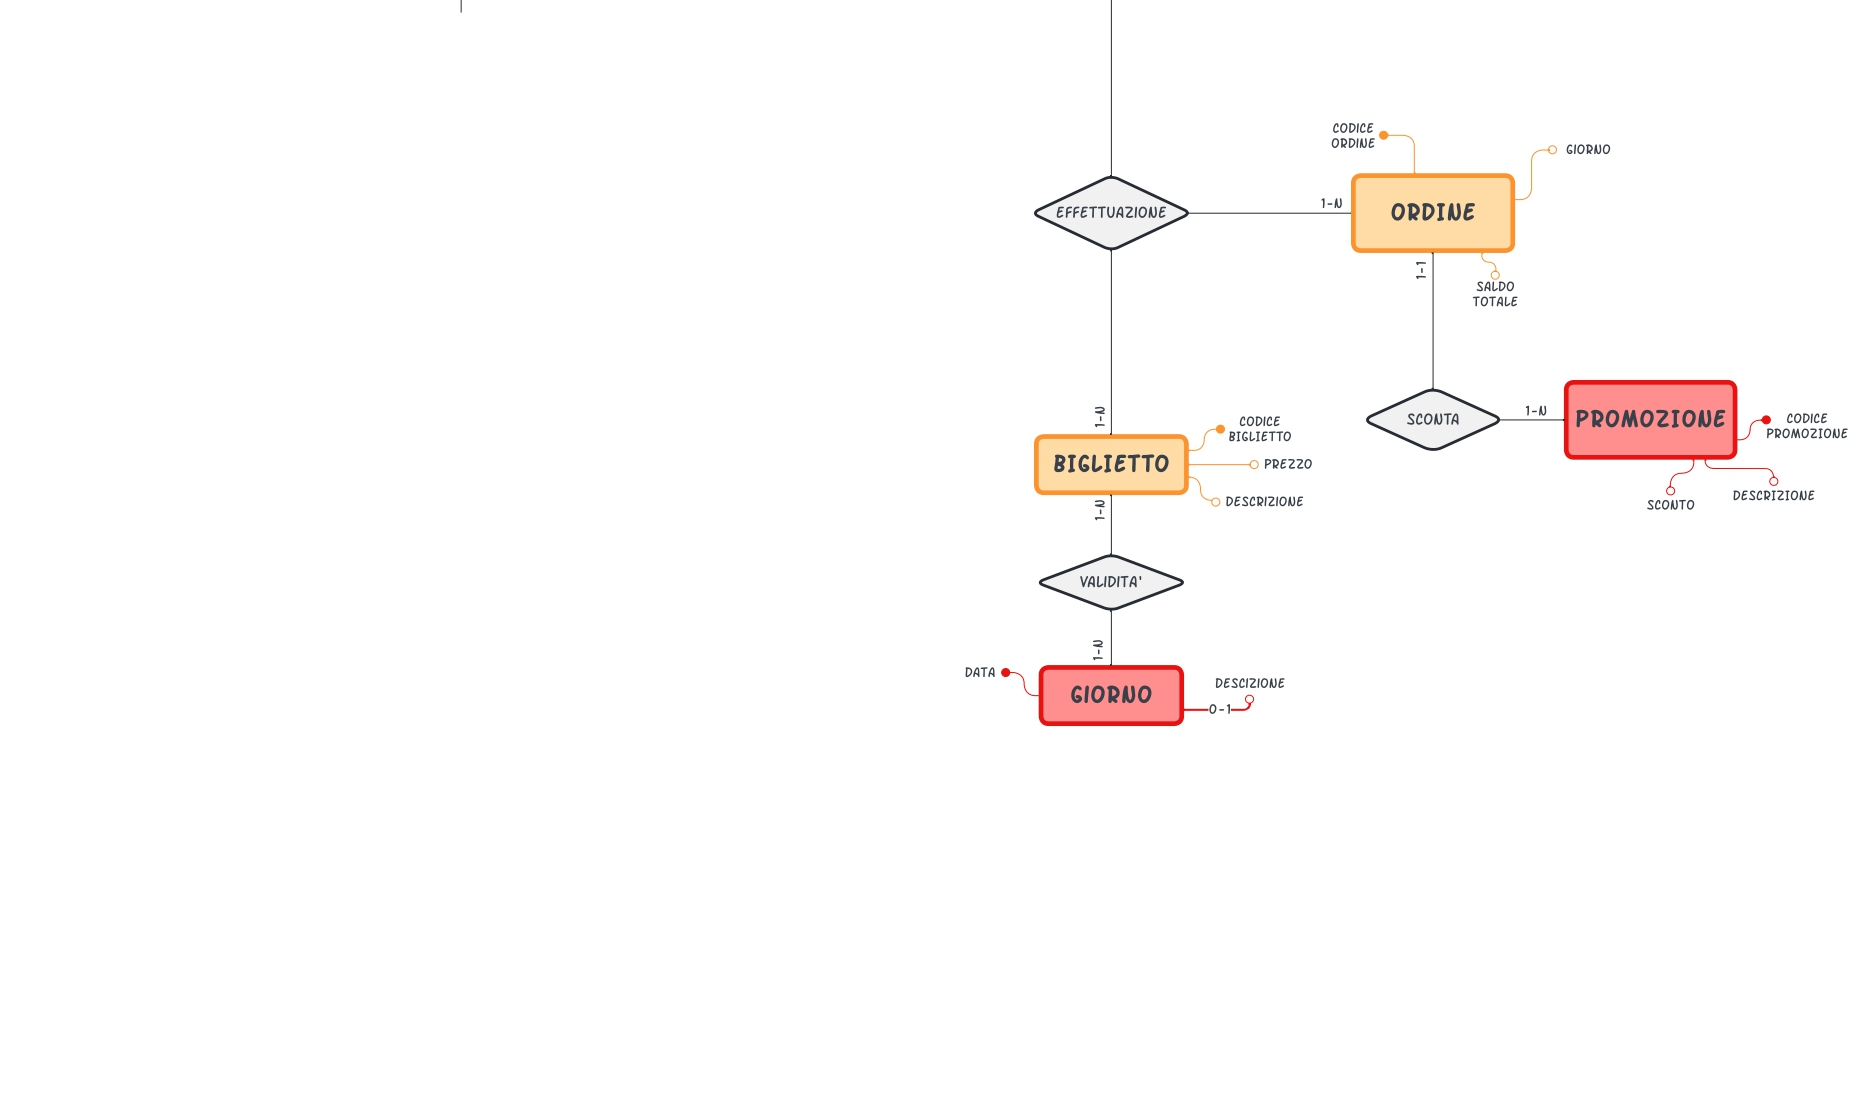 CODICE
ORDINE
GIORNO
EFFETTUAZIONE
1-N
ORDINE
1-1
SALDO
TOTALE
1-N
CODICE
BIGLIETTO
SCONTA
1-N
PROMOZIONE
CODICE
PROMOZIONE
BIGLIETTO
PREZZO
DESCRIZIONE
SCONTO
DESCRIZIONE
1-N
VALIDITA'
1-N
DATA
GIORNO
DESCIZIONE
0-1